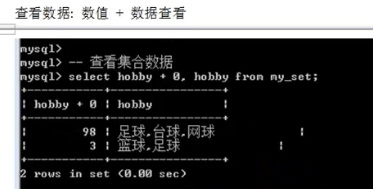 查看数据: 数值 + 数据查看
mysql>
mysql> -- 查看集合数据
mysql> select hobby + 0, hobby from my_set;
+-----------+----------------+
| hobby + 0 | hobby          |
+-----------+----------------+
|        98 | 足球,台球,网球 |
|         3 | 篮球,足球 |
+-----------+----------------+
2 rows in set (0.00 sec)